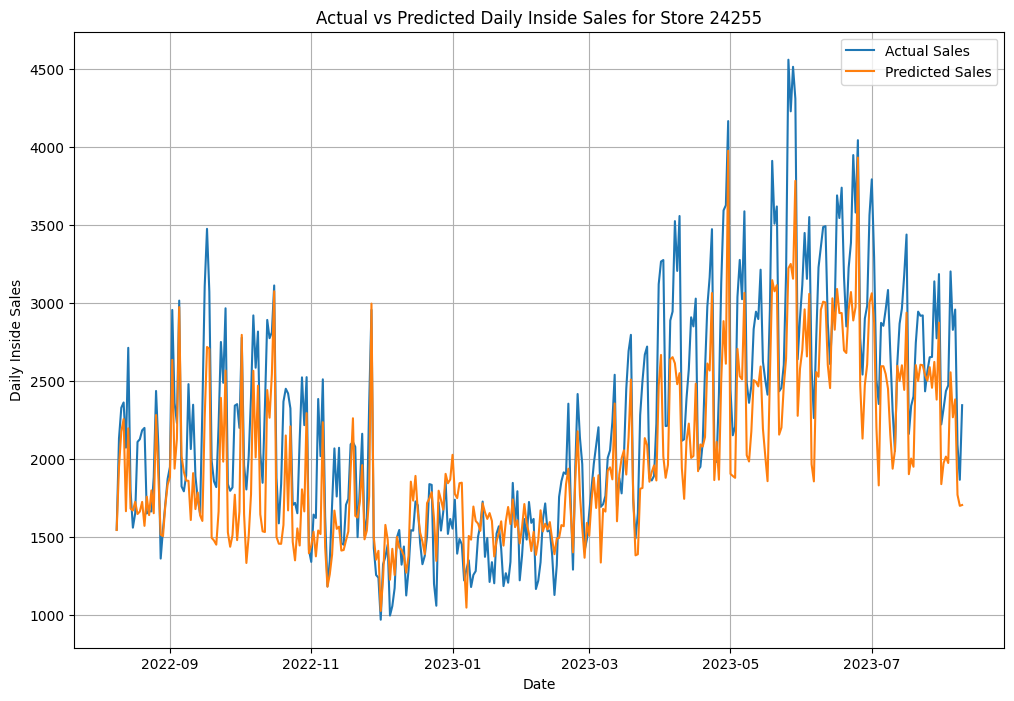 Actual vs Predicted Daily Inside Sales for Store 24255
Actual Sales
Predicted Sales
Daily Inside Sales
4500
4000
3500
3000
2500
2000
1500
1000
2022-09
2022-11
2023-01
2023-03
2023-05
2023-07
Date